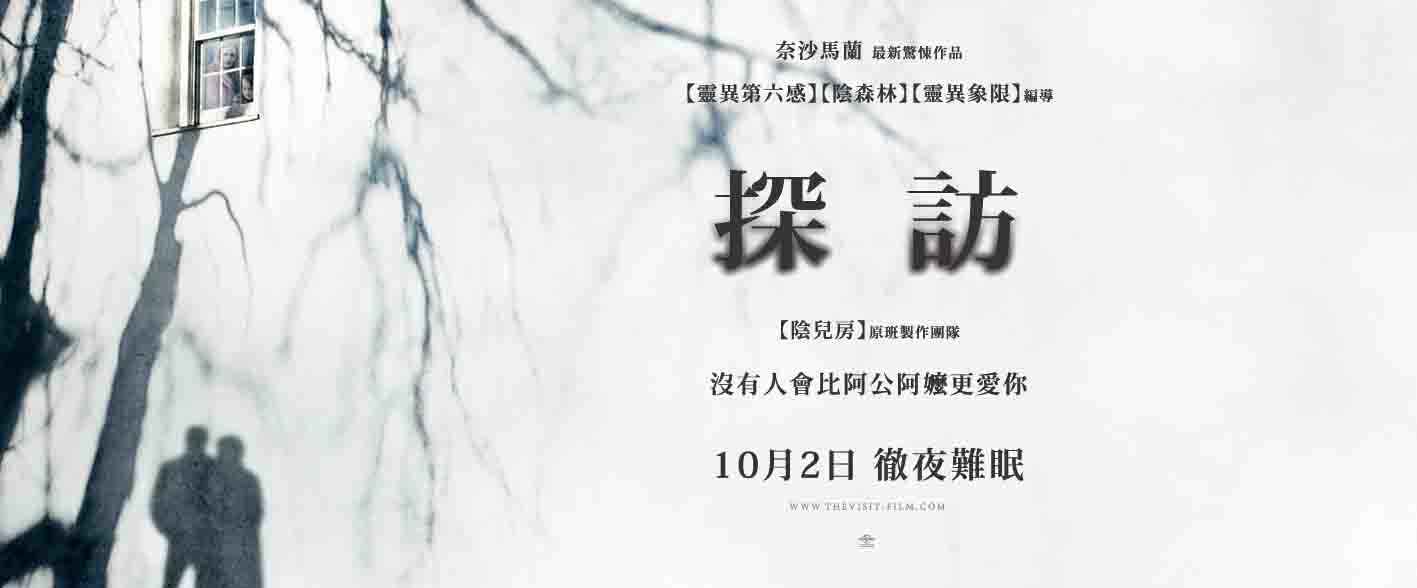 奈沙馬蘭 最新驚悚作品
【靈異第六感】【陰森林】【靈異象限】編導
探訪
【陰兒房】原班製作團隊
沒有人會比阿公阿嬤更愛你
10月2日 徹夜難眠
WWW.THEVISIT-FILM.COM